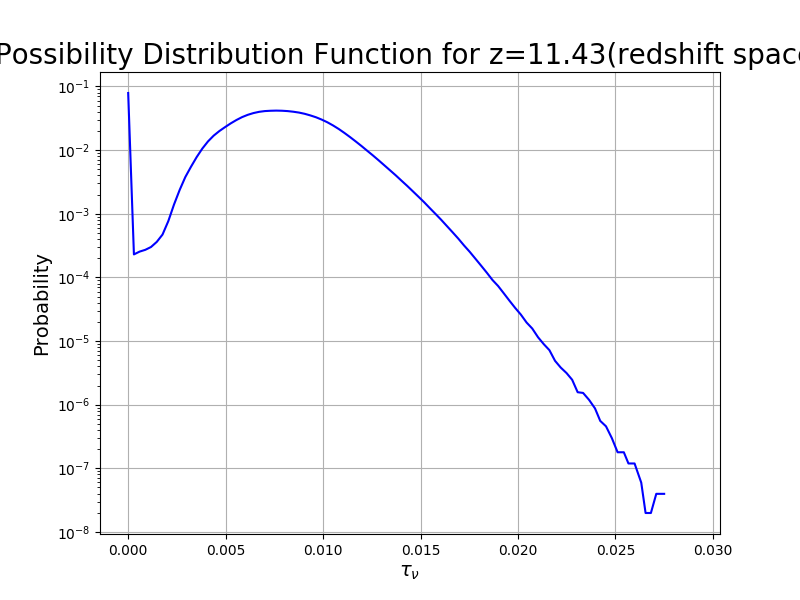 Possibility Distribution Function for z=11.43(redshift space
10⁻¹
10⁻²
10⁻³
10⁻⁴
10⁻⁵
10⁻⁶
10⁻⁷
10⁻⁸
Probability
0.000 0.005 0.010 0.015 0.020 0.025 0.030
τᵥ